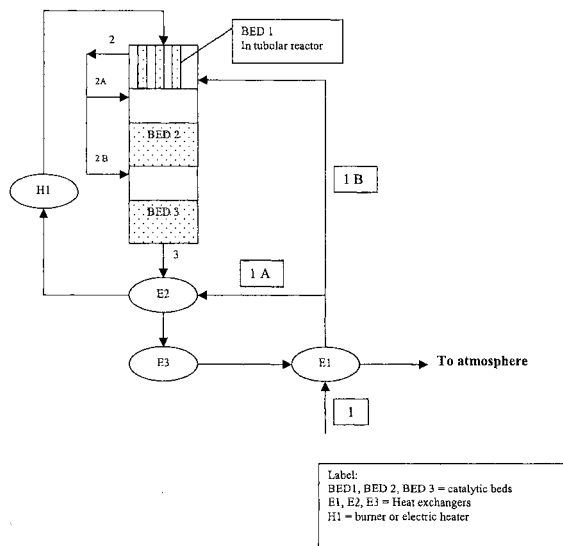 BED 1
In tubular reactor
2
2A
BED 2
2 B
1 B
H1
BED 3
3
1 A
E2
E3
E1
To atmosphere
1
Label:
BED1, BED 2, BED 3 = catalytic beds
E1, E2, E3 = Heat exchangers
H1 = burner or electric heater